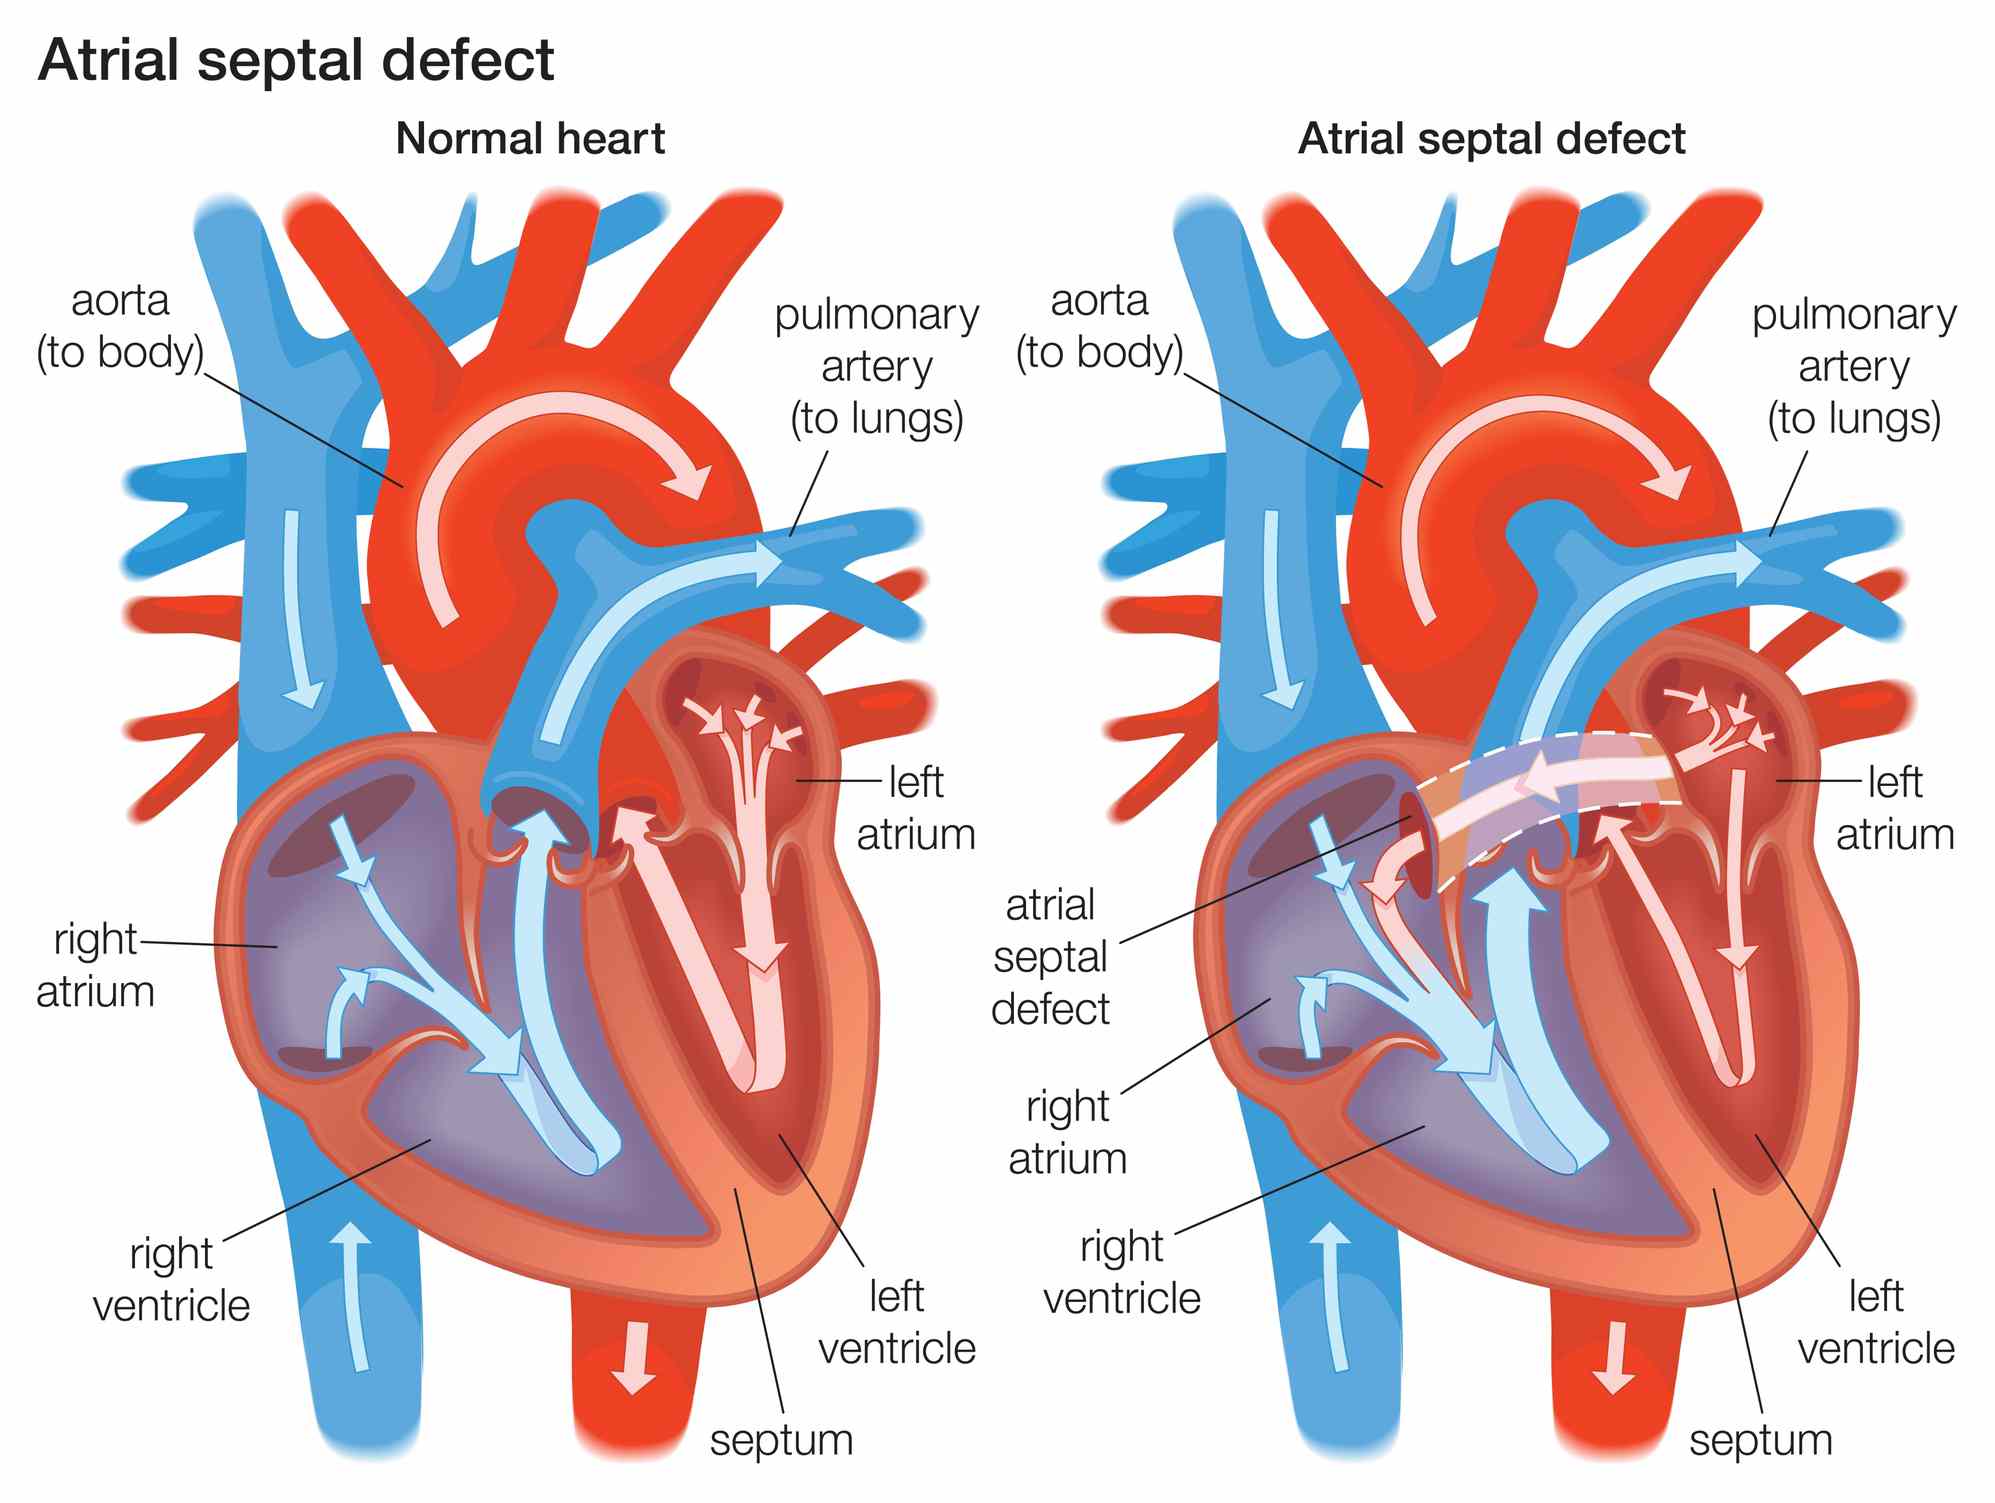 Atrial septal defect
Normal heart
aorta
(to body)
pulmonary
artery
(to lungs)
left
atrium
right
atrium
right
ventricle
left
ventricle
septum
Atrial septal defect
aorta
(to body)
pulmonary
artery
(to lungs)
left
atrium
atrial
septal
defect
right
atrium
right
ventricle
left
ventricle
septum